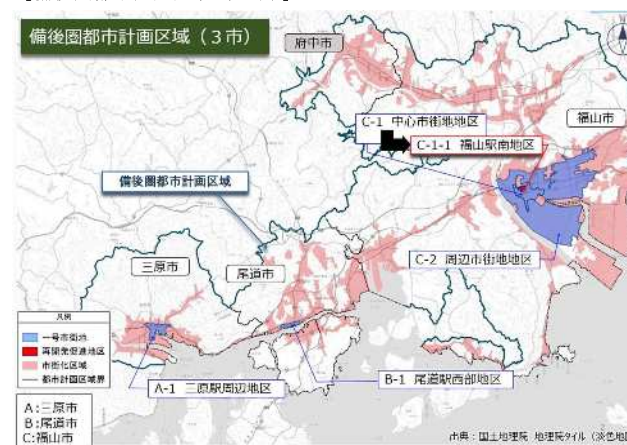 備後圏都市計画区域(3市)
府中市
C-1 中心市街地地区
C-1-1 福山駅南地区
福山市
備後圏都市計画区域
三原市
尾道市
C-2 周辺市街地地区
凡例
一号市街地
再開発促進地区
市街化区域
都市計画区域界
A-1 三原駅周辺地区
B-1 尾道駅西部地区
A:三原市
B:尾道市
C:福山市
出典:国土地理院 地理院タイル(淡色地図